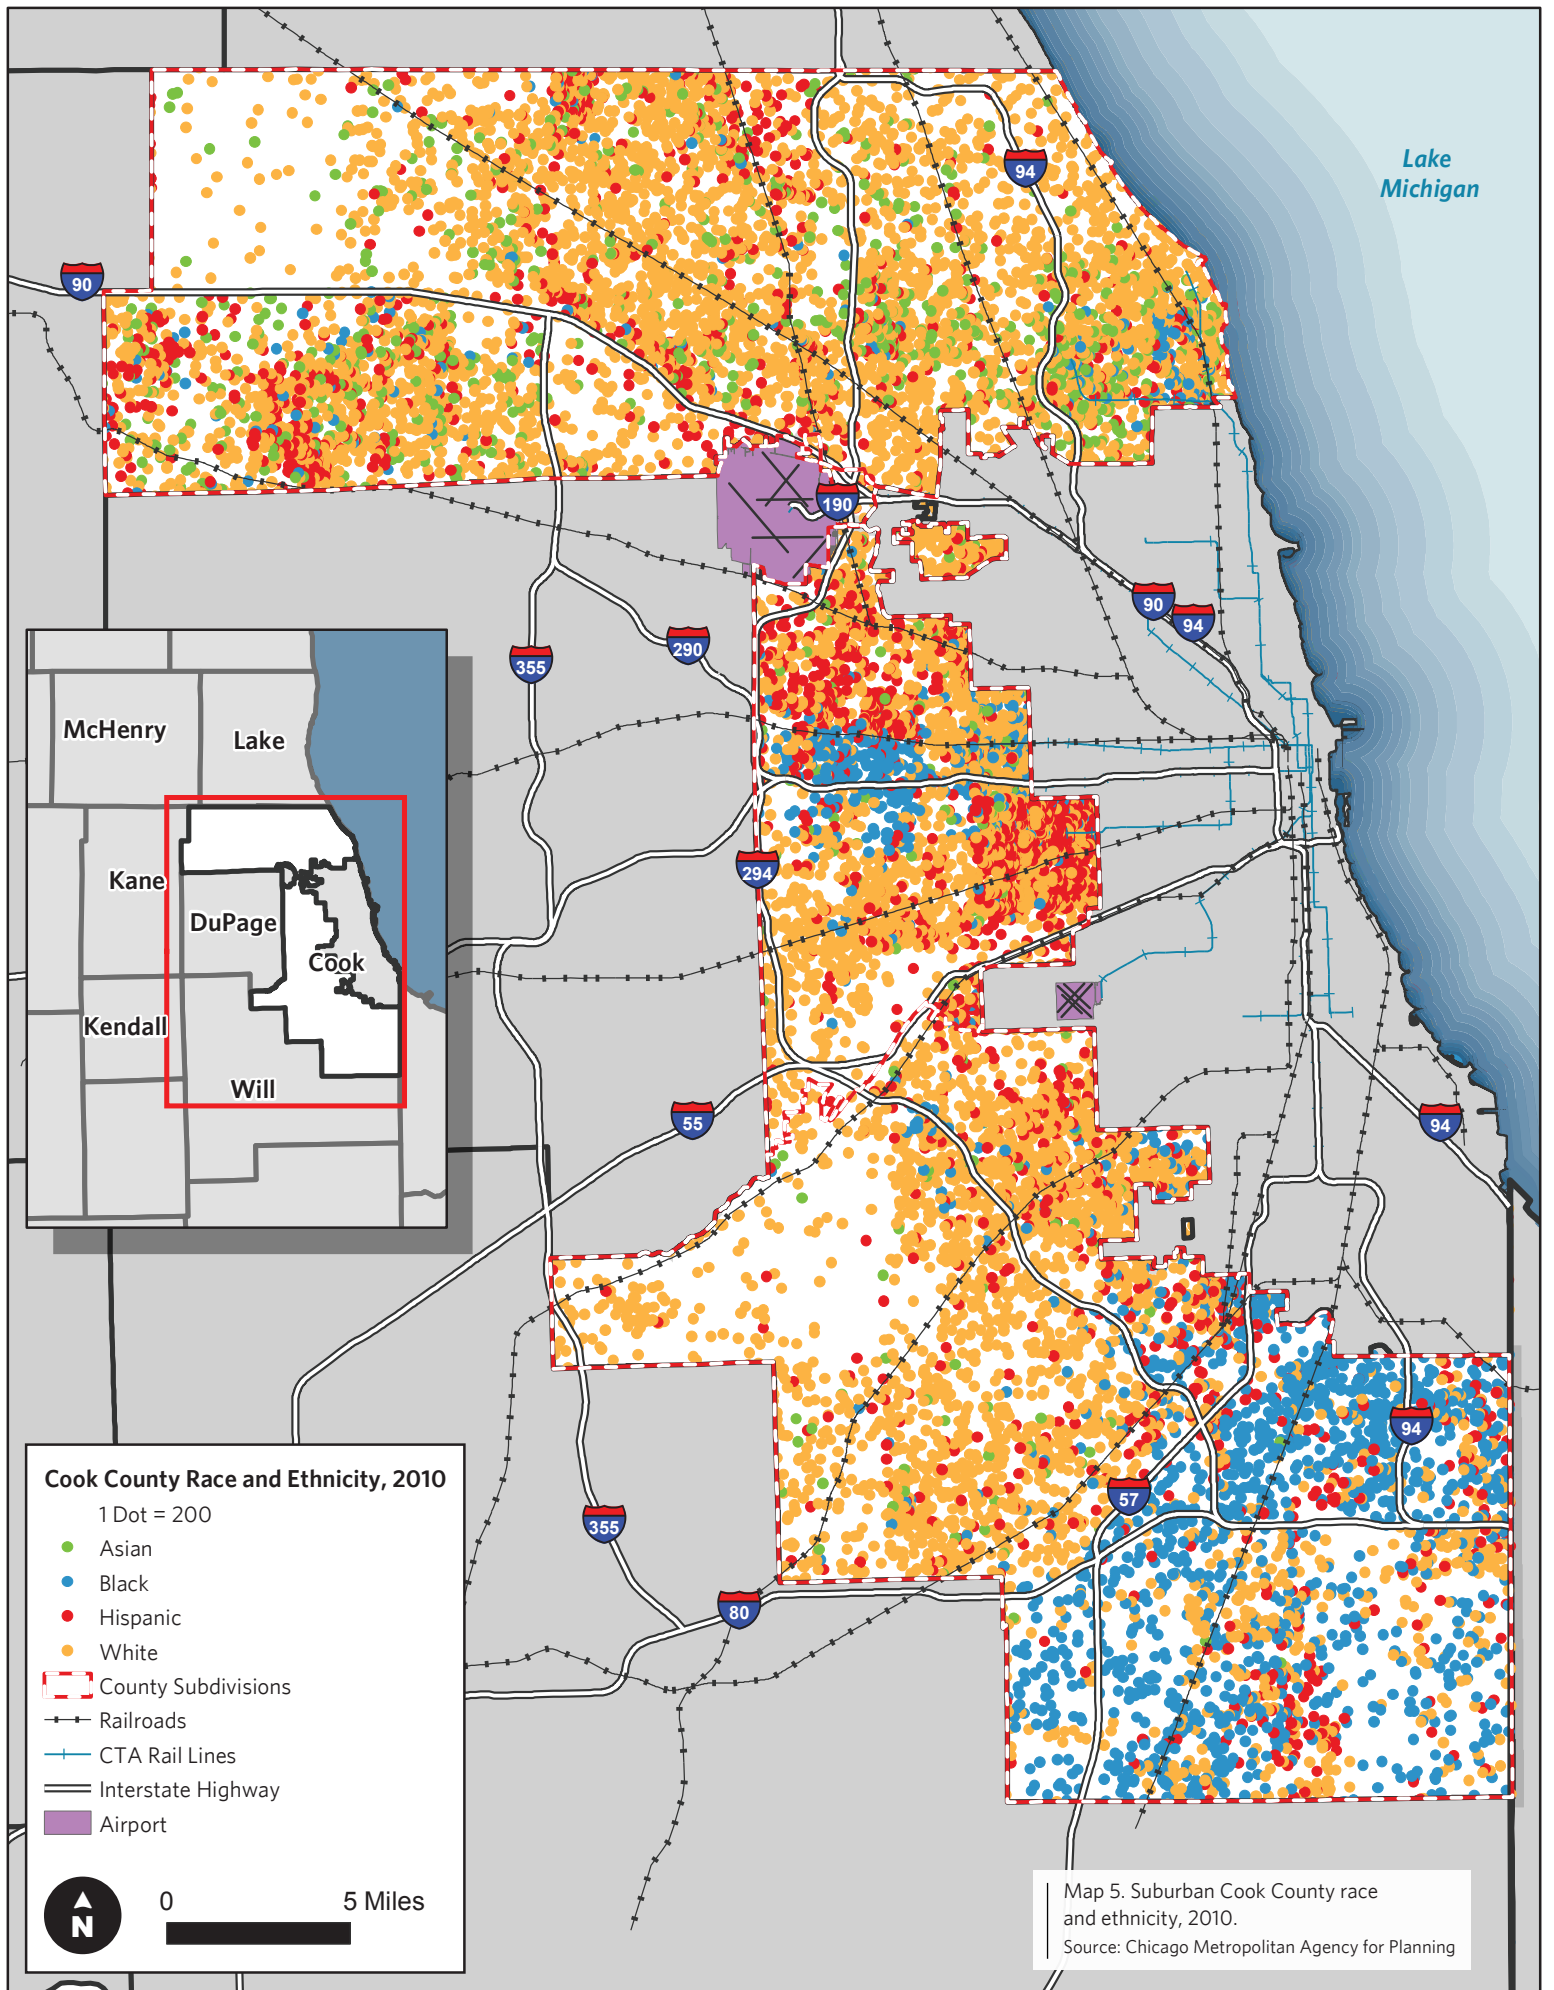 Lake
Michigan
94
90
190
90
94
290
355
McHenry
Lake
294
Kane
DuPage
Cook
Kendall
Will
55
94
94
57
355
80
Cook County Race and Ethnicity, 2010
1 Dot = 200
Asian
Black
Hispanic
White
County Subdivisions
Railroads
CTA Rail Lines
Interstate Highway
Airport
N
0 5 Miles
Map 5. Suburban Cook County race
and ethnicity, 2010.
Source: Chicago Metropolitan Agency for Planning